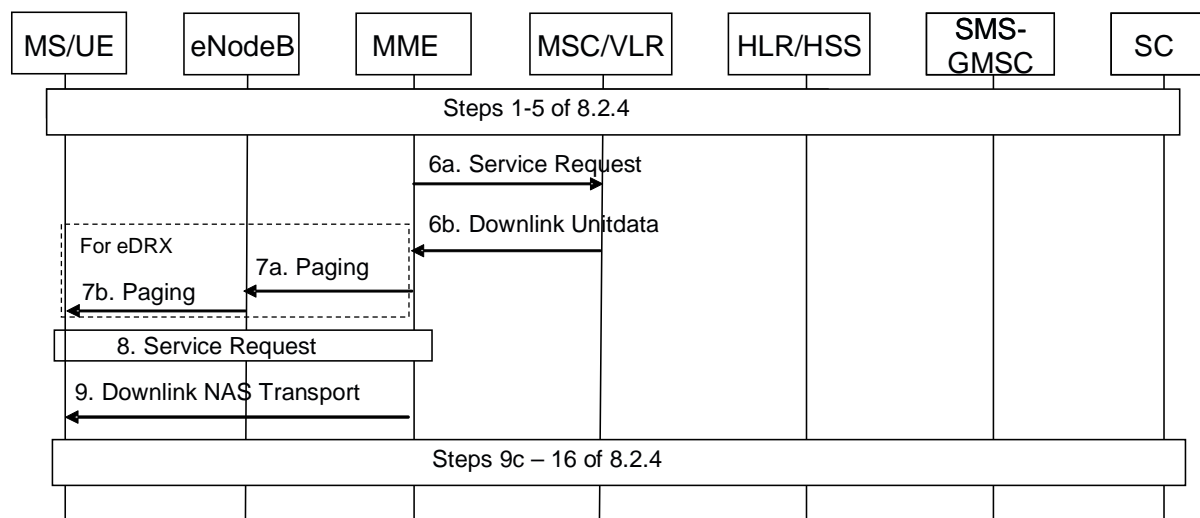 MS/UE
eNodeB
MME
MSC/VLR
HLR/HSS
SMS-
GMSC
SC
Steps 1-5 of 8.2.4
6a. Service Request
6b. Downlink Unitdata
For eDRX
7a. Paging
7b. Paging
8. Service Request
9. Downlink NAS Transport
Steps 9c – 16 of 8.2.4